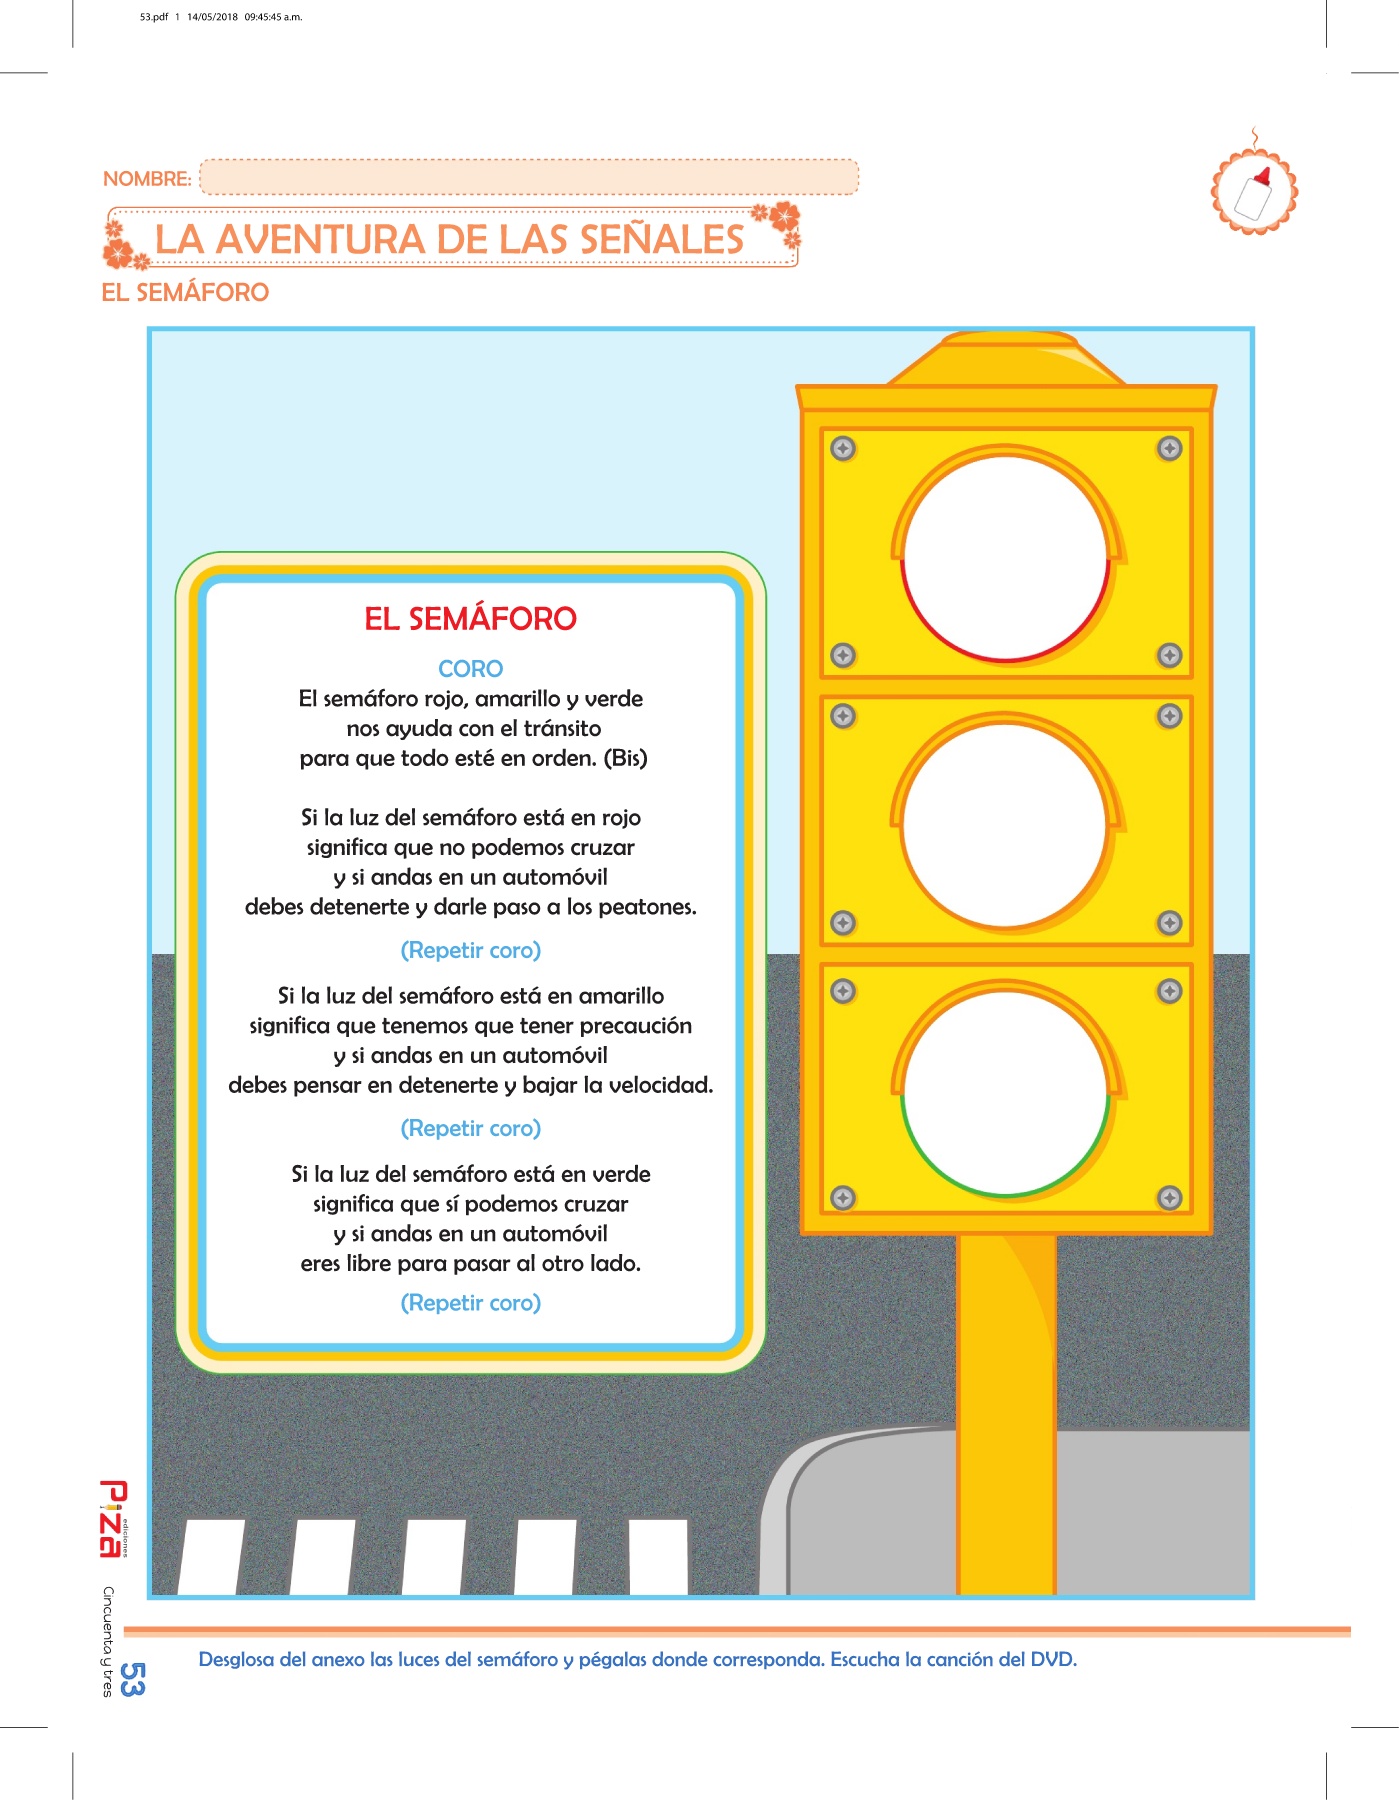 53.pdf 1 14/05/2018 09:45:45 a.m.
NOMBRE:
LA AVENTURA DE LAS SEÑALES
EL SEMÁFORO
EL SEMÁFORO
CORO
El semáforo rojo, amarillo y verde
nos ayuda con el tránsito
para que todo esté en orden. (Bis)
Si la luz del semáforo está en rojo
significa que no podemos cruzar
y si andas en un automóvil
debes detenerte y darle paso a los peatones.
(Repetir coro)
Si la luz del semáforo está en amarillo
significa que tenemos que tener precaución
y si andas en un automóvil
debes pensar en detenerte y bajar la velocidad.
(Repetir coro)
Si la luz del semáforo está en verde
significa que sí podemos cruzar
y si andas en un automóvil
eres libre para pasar al otro lado.
(Repetir coro)
Piza
ediciones
Cincuenta y tres
53
Desglosa del anexo las luces del semáforo y pégalas donde corresponda. Escucha la canción del DVD.